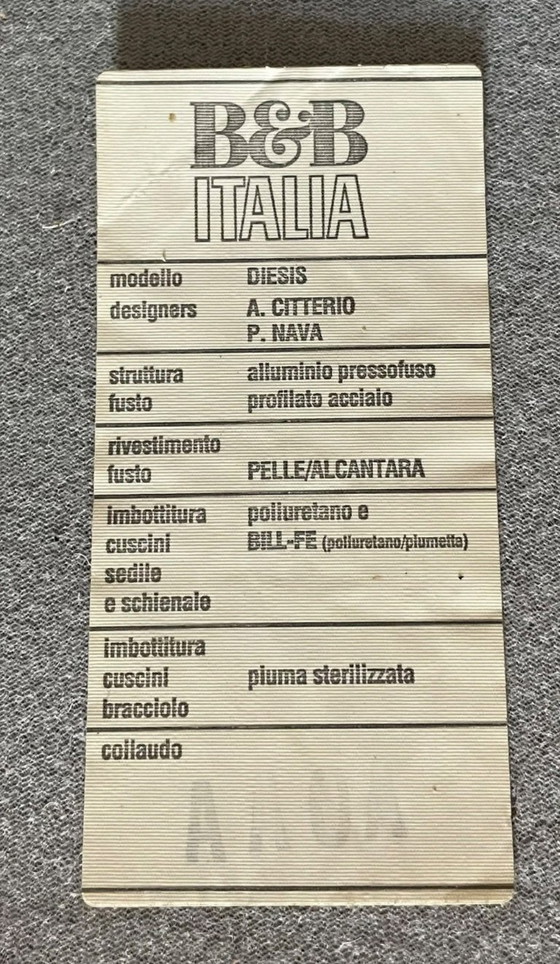 B&B
ITALIA
modello DIESIS
designers A. CITTERIO
P. NAVA
struttura alluminio pressofuso
fusto profilato acciaio
rivestimento
fusto PELLE/ALCANTARA
imbottitura poliuretano e
cuscini BILL-FE (poliuretano/piumetta)
sedile
e schienale
imbottitura
cuscini piuma sterilizzata
bracciolo
collaudo